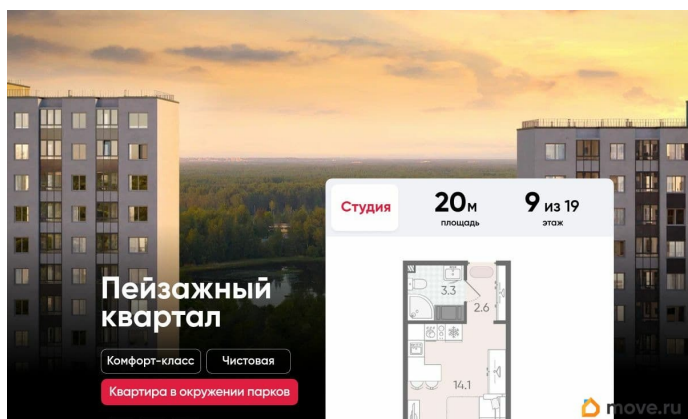 Студия
20м
площадь
9 из 19
этаж
Пейзажный
квартал
Комфорт-класс
Чистовая
Квартира в окружении парков
3.3
2.6
14.1
move.ru